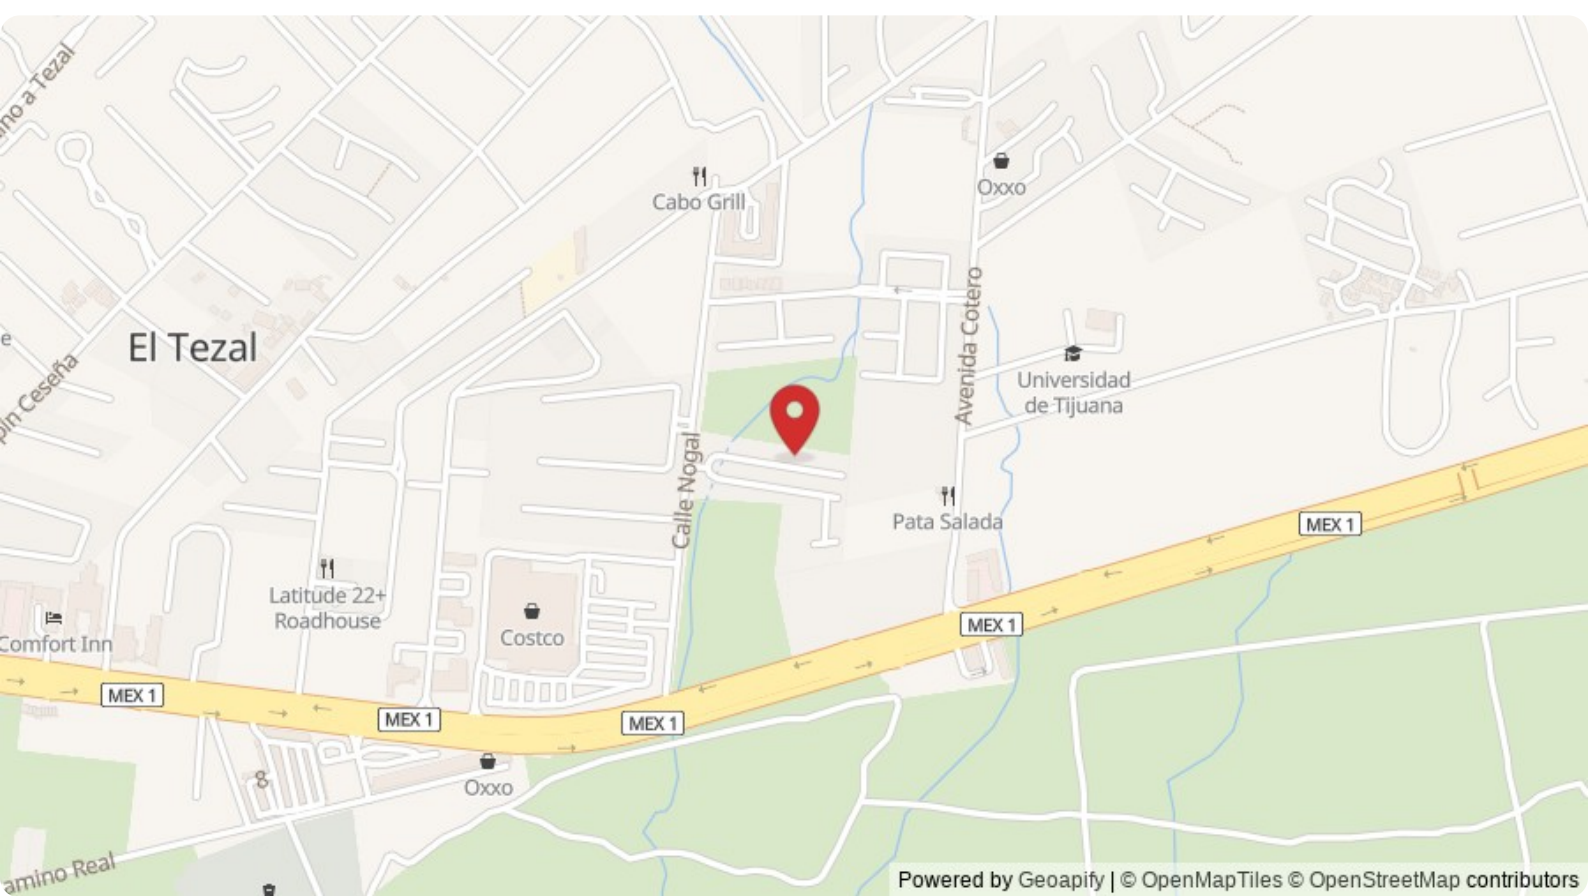 ino a Tezal
Cabo Grill
Oxxo
El Tezal
e
pin Ceseña
Avenida Cotero
Universidad
de Tijuana
Calle Nogal
Pata Salada
MEX 1
Latitude 22+
Roadhouse
Costco
Comfort Inn
MEX 1
MEX 1
MEX 1
MEX 1
8
Oxxo
amino Real
Powered by Geoapify | © OpenMapTiles © OpenStreetMap contributors